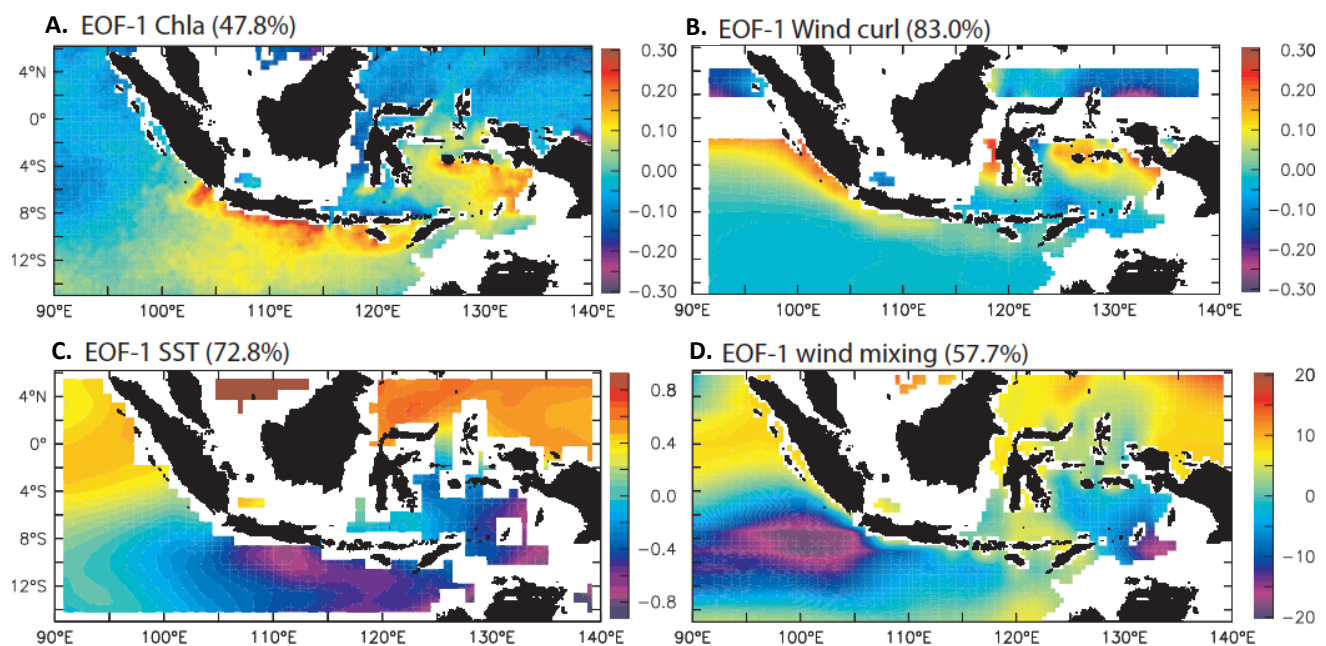 A. EOF-1 Chla (47.8%)
4°N
0°
4°S
8°S
12°S
90°E 100°E 110°E 120°E 130°E 140°E
0.30
0.20
0.10
0.00
−0.10
−0.20
−0.30
B. EOF-1 Wind curl (83.0%)
90°E 100°E 110°E 120°E 130°E 140°E
0.30
0.20
0.10
0.00
−0.10
−0.20
−0.30
C. EOF-1 SST (72.8%)
4°N
0°
4°S
8°S
12°S
90°E 100°E 110°E 120°E 130°E 140°E
0.8
0.4
0.0
−0.4
−0.8
D. EOF-1 wind mixing (57.7%)
90°E 100°E 110°E 120°E 130°E 140°E
20
10
0
−10
−20